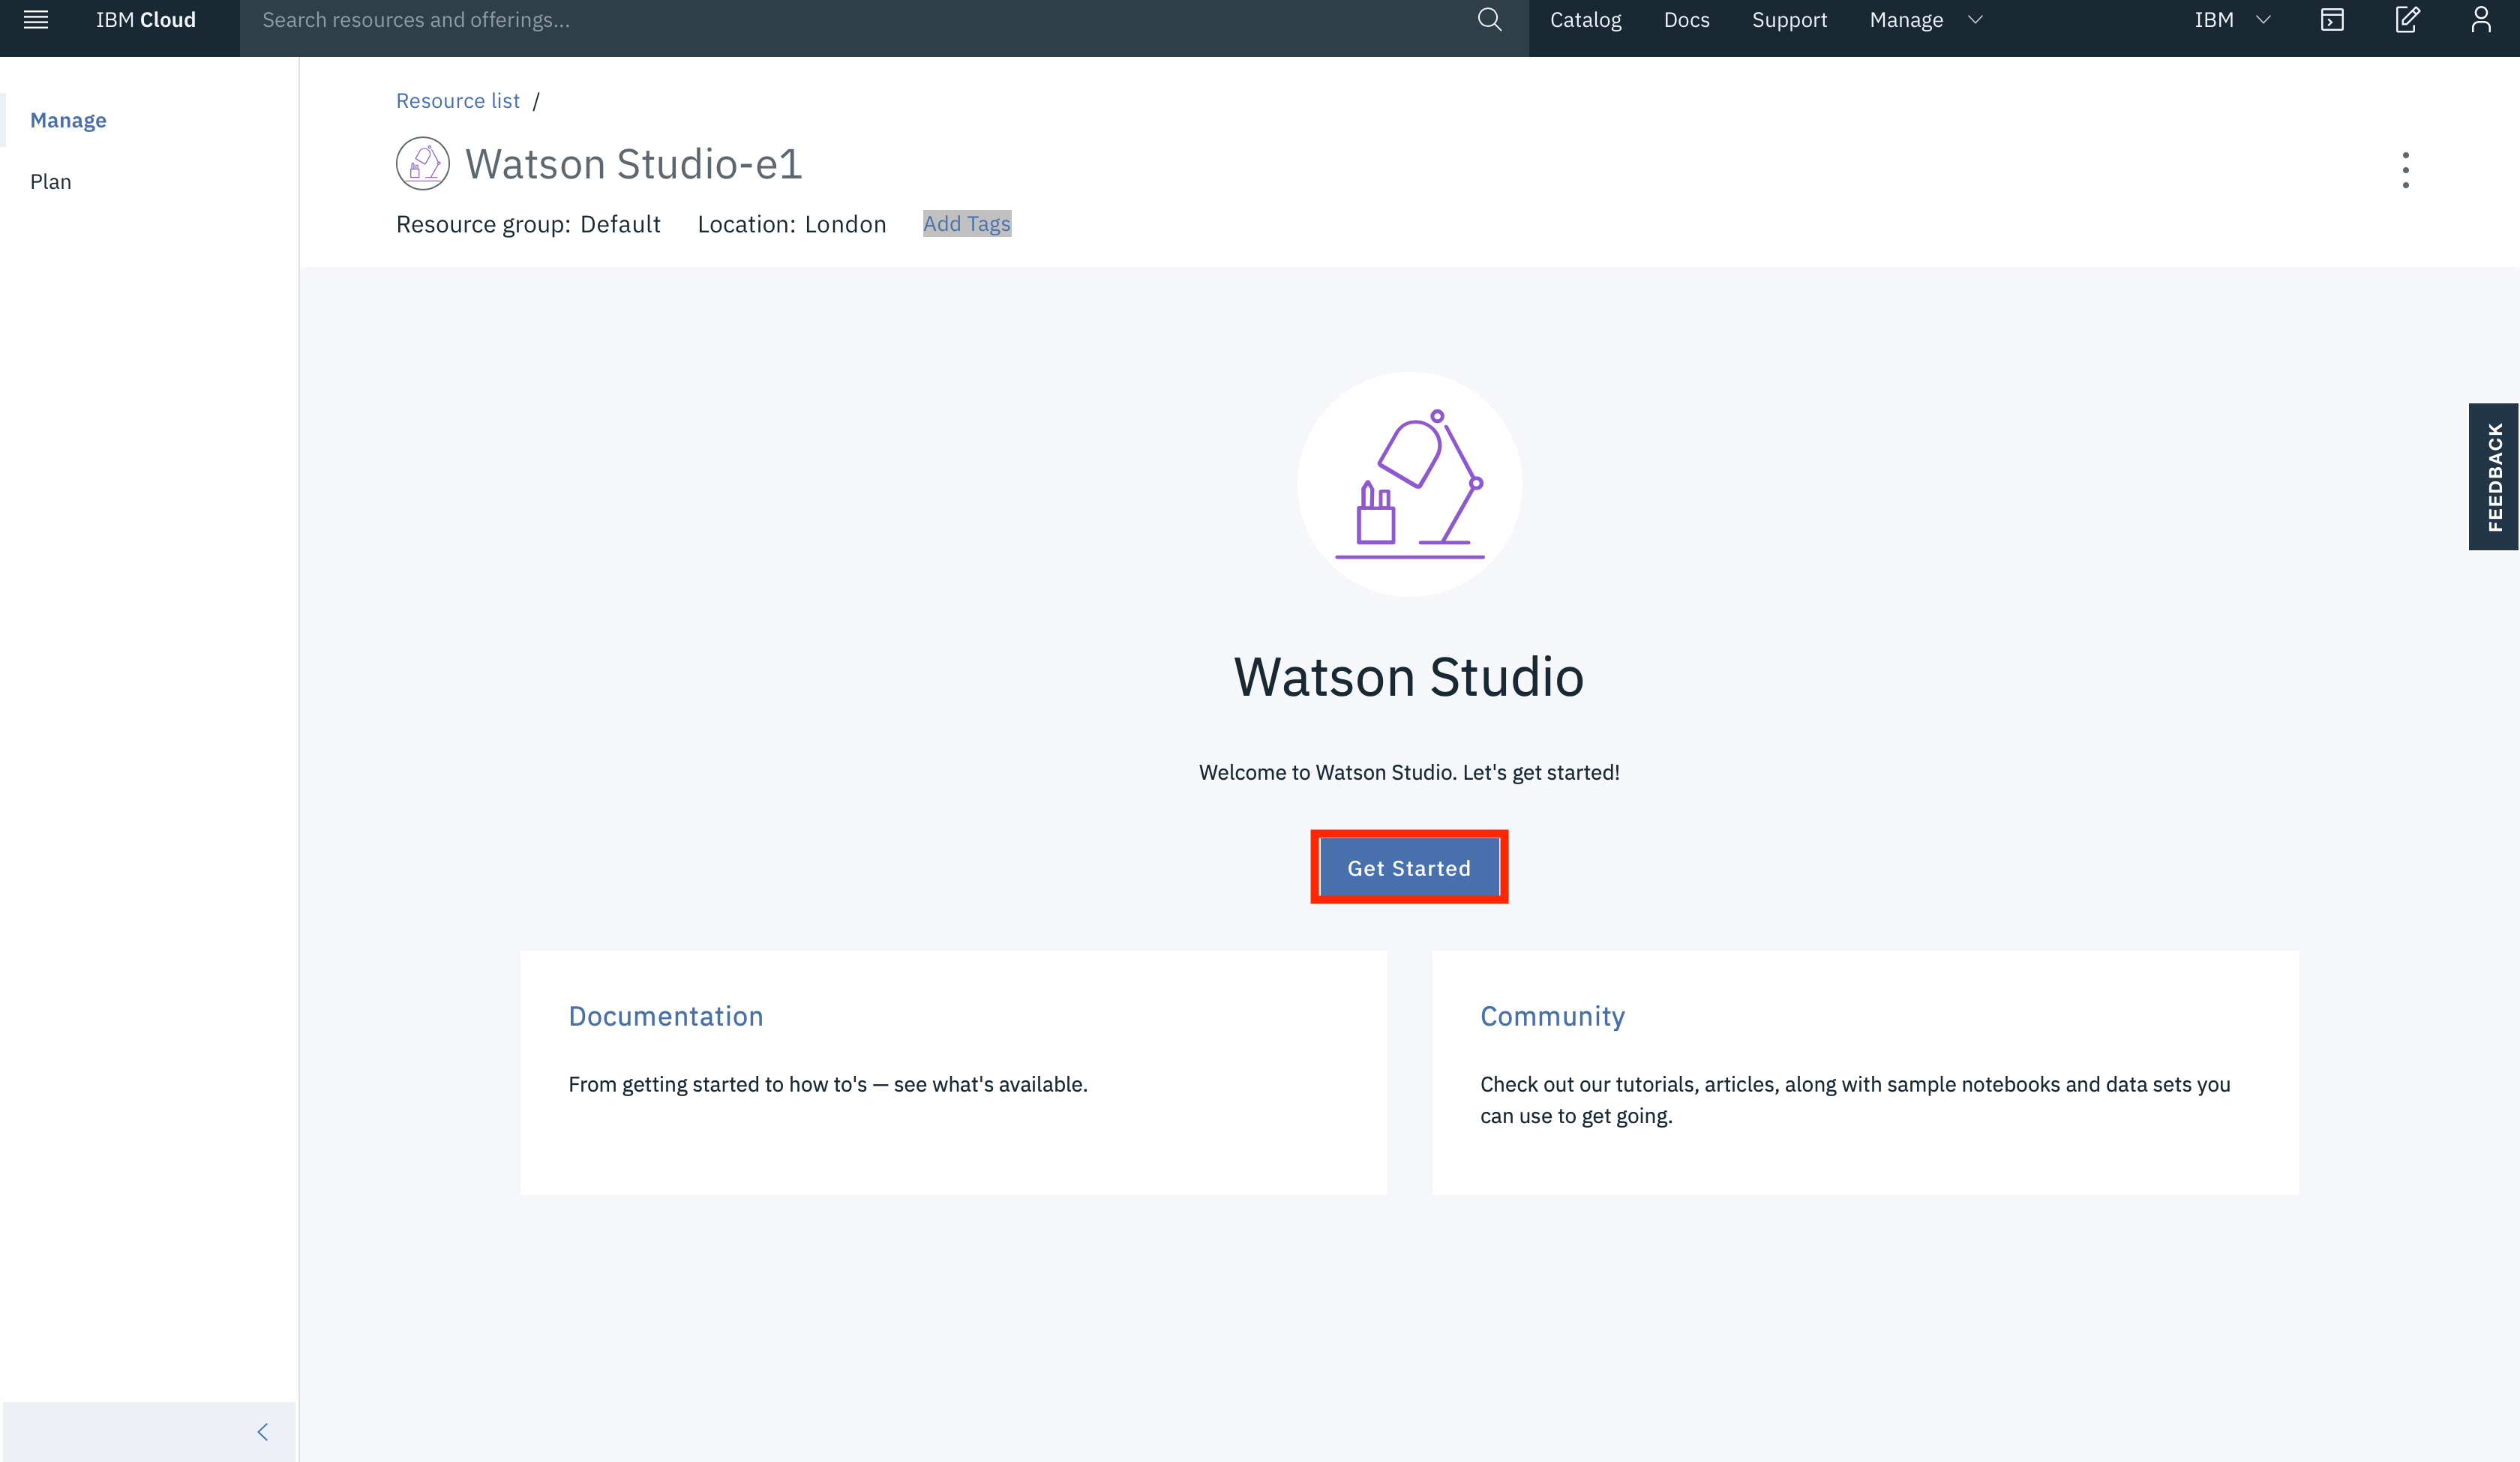 IBM Cloud
Search resources and offerings...
Catalog
Docs
Support
Manage
IBM
Manage
Plan
Resource list /
Watson Studio-e1
Resource group: Default
Location: London
Add Tags
FEEDBACK
Watson Studio
Welcome to Watson Studio. Let's get started!
Get Started
Documentation
From getting started to how to's — see what's available.
Community
Check out our tutorials, articles, along with sample notebooks and data sets you
can use to get going.